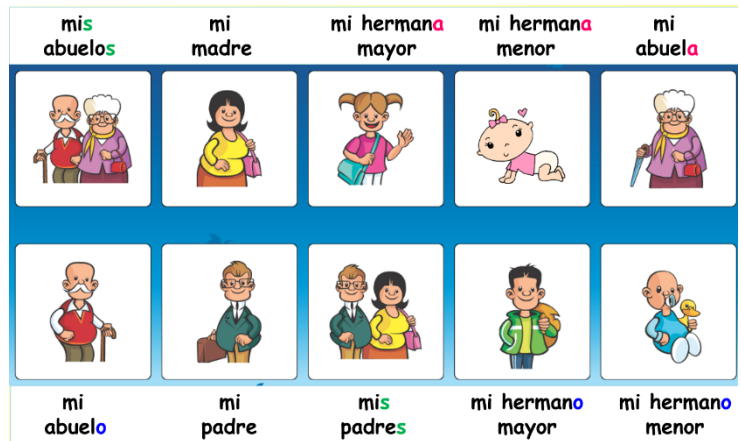 mis
abuelos
mi
madre
mi hermana
mayor
mi hermana
menor
mi
abuela
mi
abuelo
mi
padre
mis
padres
mi hermano
mayor
mi hermano
menor